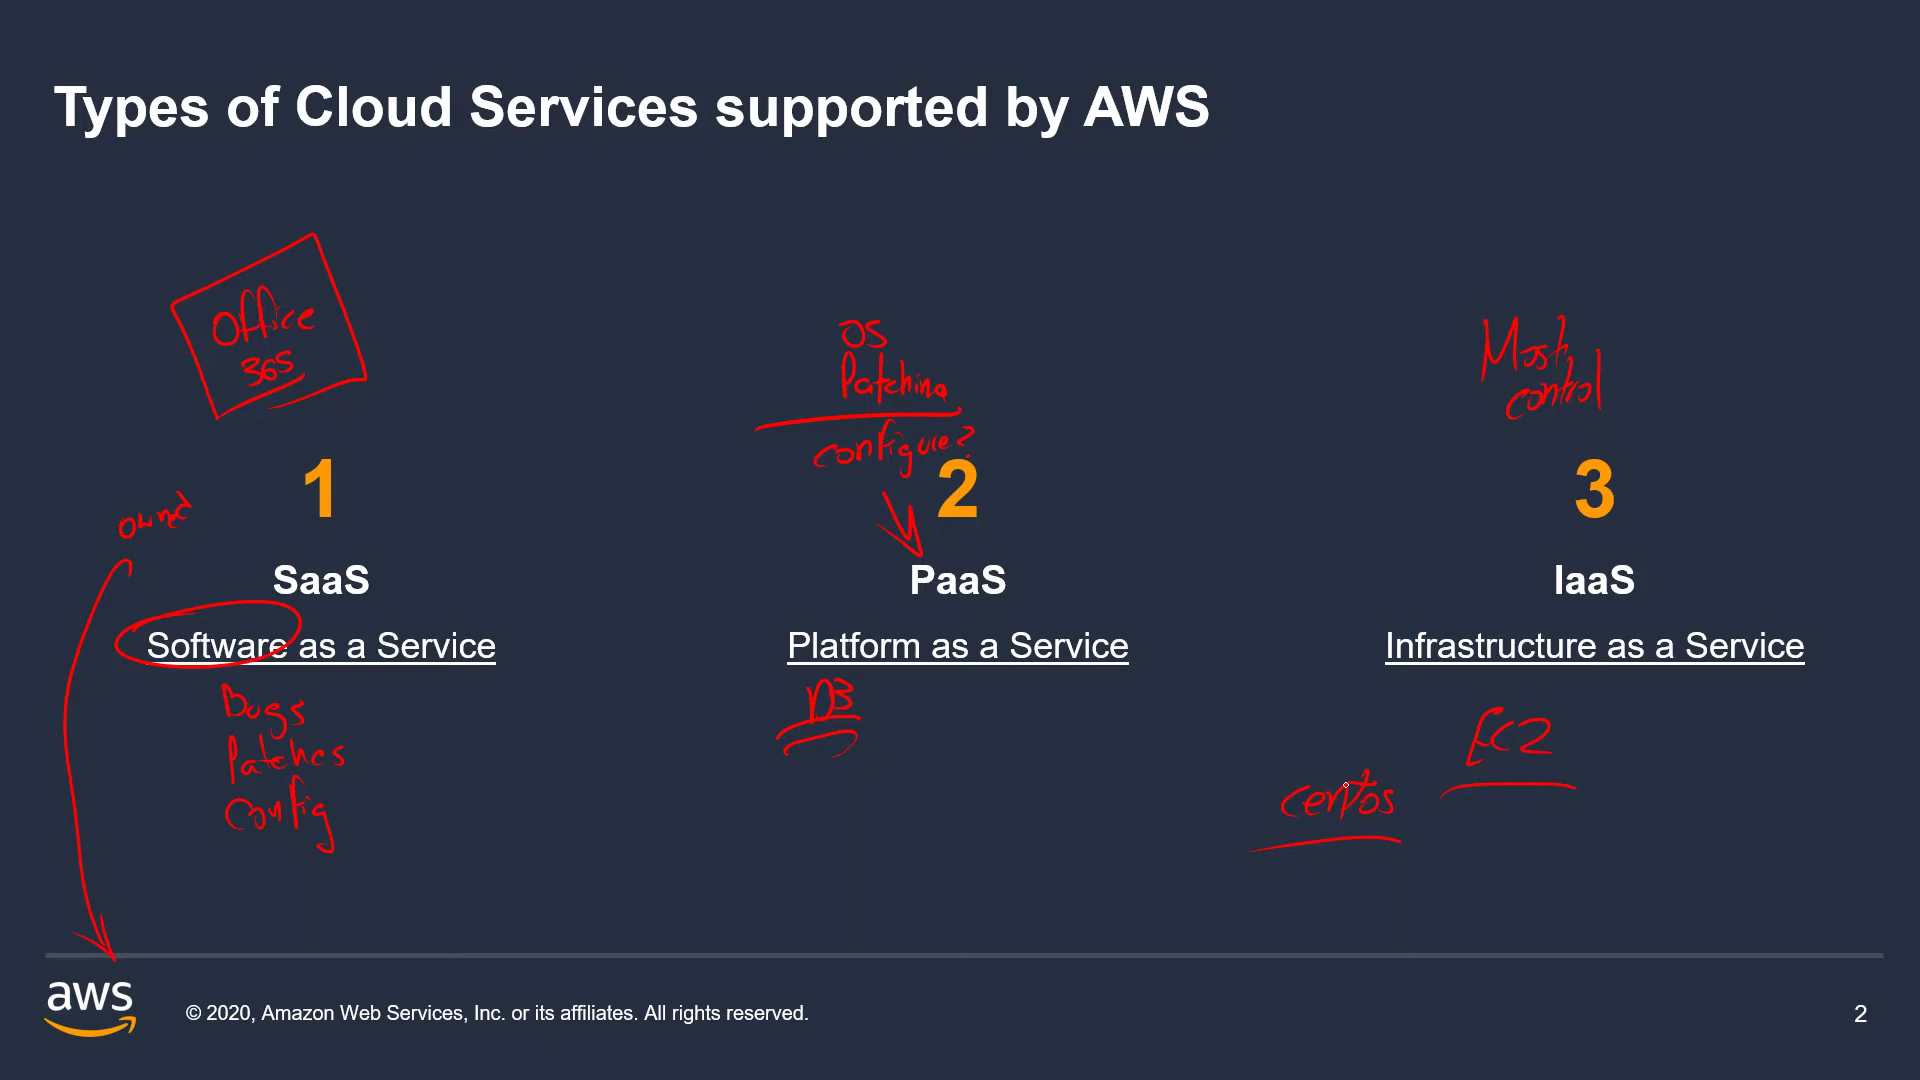 Types of Cloud Services supported by AWS
Office
365
OS
Patching
configure?
Most
control
1
2
3
owned
SaaS
PaaS
IaaS
Software as a Service
Platform as a Service
Infrastructure as a Service
Bugs
Patches
Config
DB
EC2
centos
aws
© 2020, Amazon Web Services, Inc. or its affiliates. All rights reserved.
2